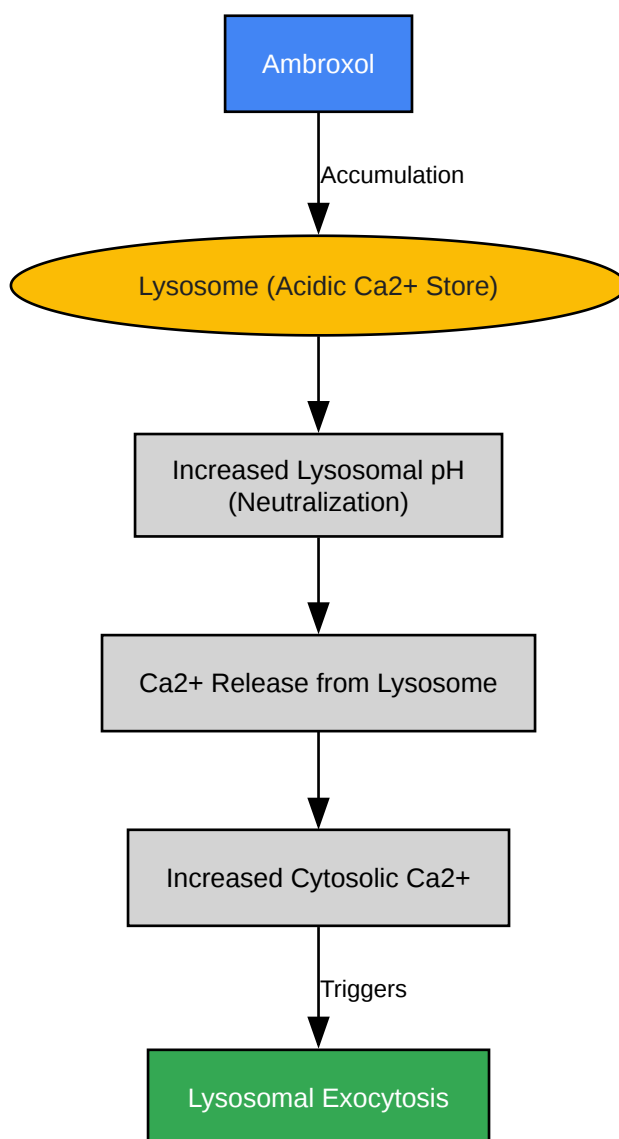 Ambroxol
Accumulation
Lysosome (Acidic Ca2+ Store)
Increased Lysosomal pH
(Neutralization)
Ca2+ Release from Lysosome
Increased Cytosolic Ca2+
Triggers
Lysosomal Exocytosis